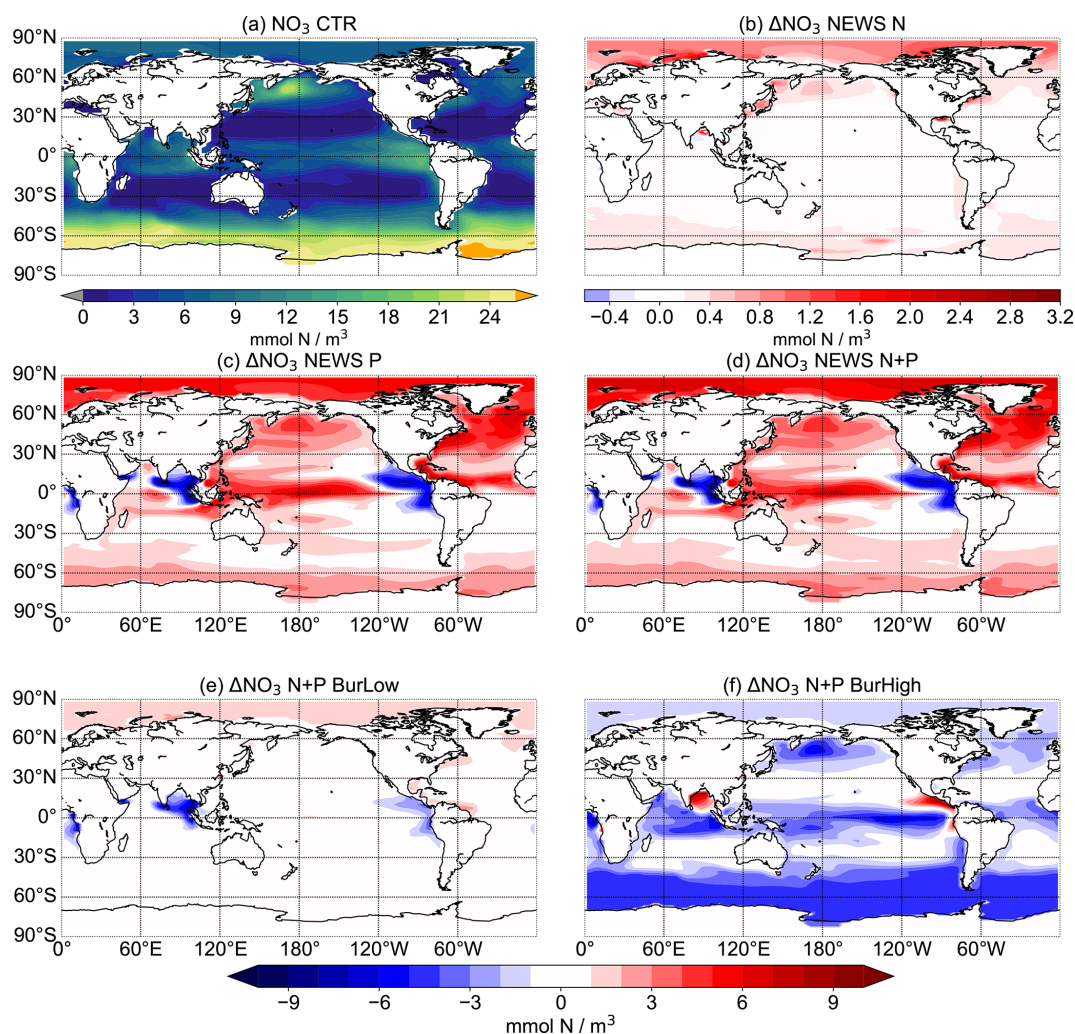 (a) NO₃ CTR
(b) ΔNO₃ NEWS N
90°N
60°N
30°N
0°
30°S
60°S
90°S
0 3 6 9 12 15 18 21 24
mmol N / m³
−0.4 0.0 0.4 0.8 1.2 1.6 2.0 2.4 2.8 3.2
mmol N / m³
(c) ΔNO₃ NEWS P
(d) ΔNO₃ NEWS N+P
90°N
60°N
30°N
0°
30°S
60°S
90°S
0° 60°E 120°E 180° 120°W 60°W
0° 60°E 120°E 180° 120°W 60°W
(e) ΔNO₃ N+P BurLow
(f) ΔNO₃ N+P BurHigh
90°N
60°N
30°N
0°
30°S
60°S
90°S
0° 60°E 120°E 180° 120°W 60°W
0° 60°E 120°E 180° 120°W 60°W
−9 −6 −3 0 3 6 9
mmol N / m³